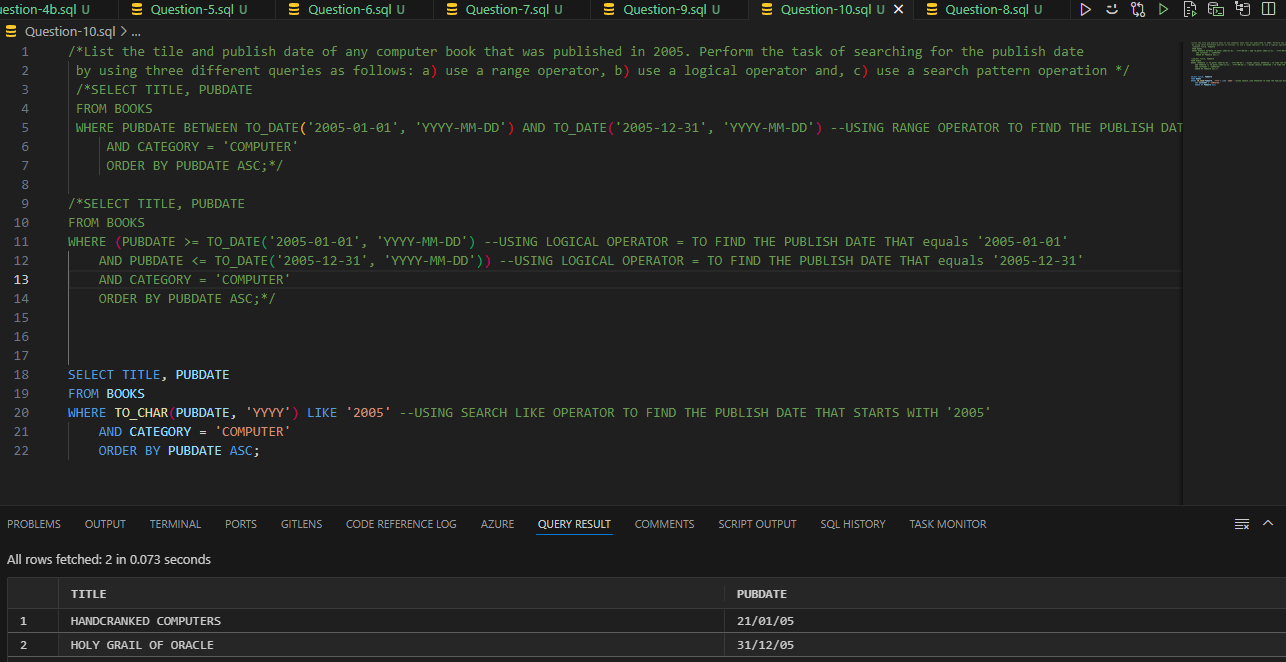 uestion-4b.sql U Question-5.sql U Question-6.sql U Question-7.sql U Question-9.sql U Question-10.sql U Question-8.sql U
Question-10.sql > ...
1 /*List the tile and publish date of any computer book that was published in 2005. Perform the task of searching for the publish date
2 by using three different queries as follows: a) use a range operator, b) use a logical operator and, c) use a search pattern operation */
3 /*SELECT TITLE, PUBDATE
4 FROM BOOKS
5 WHERE PUBDATE BETWEEN TO_DATE('2005-01-01', 'YYYY-MM-DD') AND TO_DATE('2005-12-31', 'YYYY-MM-DD') --USING RANGE OPERATOR TO FIND THE PUBLISH DAT
6 AND CATEGORY = 'COMPUTER'
7 ORDER BY PUBDATE ASC;*/
8
9 /*SELECT TITLE, PUBDATE
10 FROM BOOKS
11 WHERE (PUBDATE >= TO_DATE('2005-01-01', 'YYYY-MM-DD') --USING LOGICAL OPERATOR = TO FIND THE PUBLISH DATE THAT equals '2005-01-01'
12 AND PUBDATE <= TO_DATE('2005-12-31', 'YYYY-MM-DD')) --USING LOGICAL OPERATOR = TO FIND THE PUBLISH DATE THAT equals '2005-12-31'
13 AND CATEGORY = 'COMPUTER'
14 ORDER BY PUBDATE ASC;*/
15
16
17
18 SELECT TITLE, PUBDATE
19 FROM BOOKS
20 WHERE TO_CHAR(PUBDATE, 'YYYY') LIKE '2005' --USING SEARCH LIKE OPERATOR TO FIND THE PUBLISH DATE THAT STARTS WITH '2005'
21 AND CATEGORY = 'COMPUTER'
22 ORDER BY PUBDATE ASC;
PROBLEMS OUTPUT TERMINAL PORTS GITLENS CODE REFERENCE LOG AZURE QUERY RESULT COMMENTS SCRIPT OUTPUT SQL HISTORY TASK MONITOR
All rows fetched: 2 in 0.073 seconds
TITLE PUBDATE
1 HANDCRANKED COMPUTERS 21/01/05
2 HOLY GRAIL OF ORACLE 31/12/05